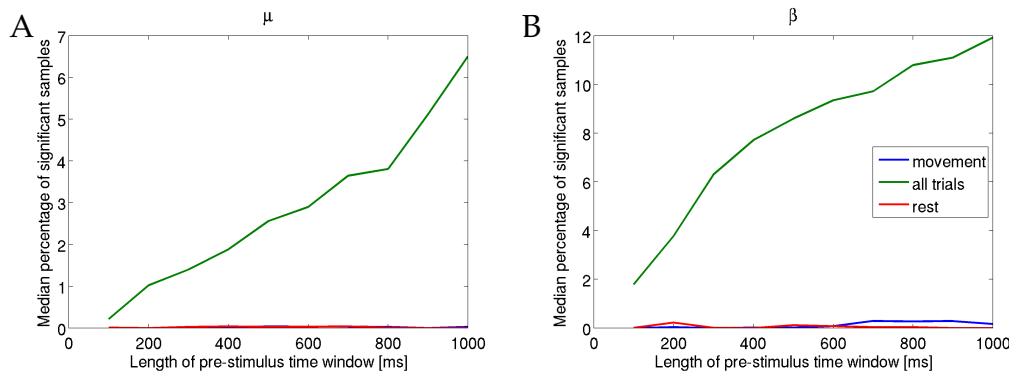 A
μ
Median percentage of significant samples
7
6
5
4
3
2
1
0
0
200
400
600
800
1000
Length of pre-stimulus time window [ms]
B
β
Median percentage of significant samples
12
10
8
6
4
2
0
0
200
400
600
800
1000
Length of pre-stimulus time window [ms]
movement
all trials
rest